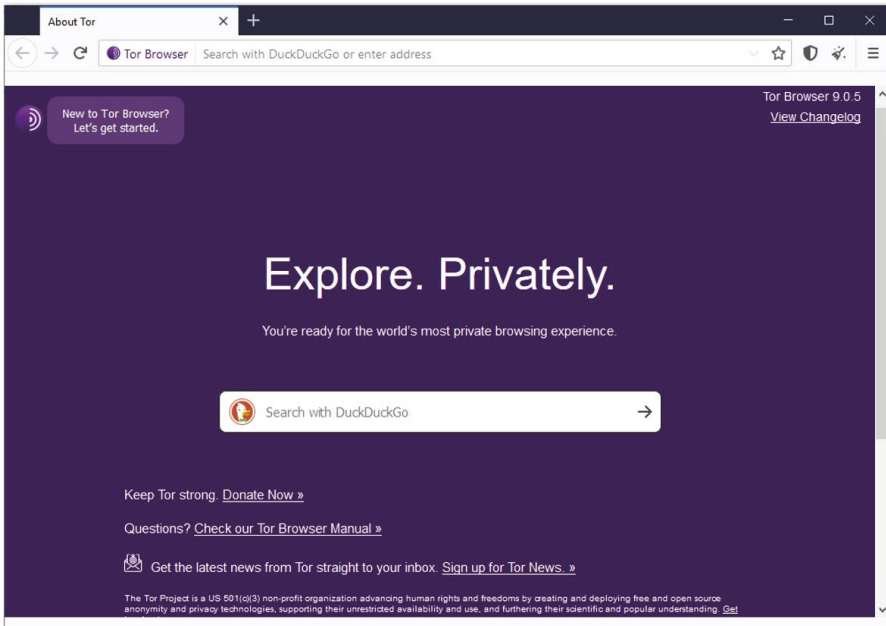 About Tor
Tor Browser Search with DuckDuckGo or enter address
New to Tor Browser?
Let's get started.
Tor Browser 9.0.5
View Changelog
Explore. Privately.
You're ready for the world's most private browsing experience.
Search with DuckDuckGo
Keep Tor strong. Donate Now »
Questions? Check our Tor Browser Manual »
Get the latest news from Tor straight to your inbox. Sign up for Tor News. »
The Tor Project is a US 501(c)(3) non-profit organization advancing human rights and freedoms by creating and deploying free and open source
anonymity and privacy technologies, supporting their unrestricted availability and use, and furthering their scientific and popular understanding. Get